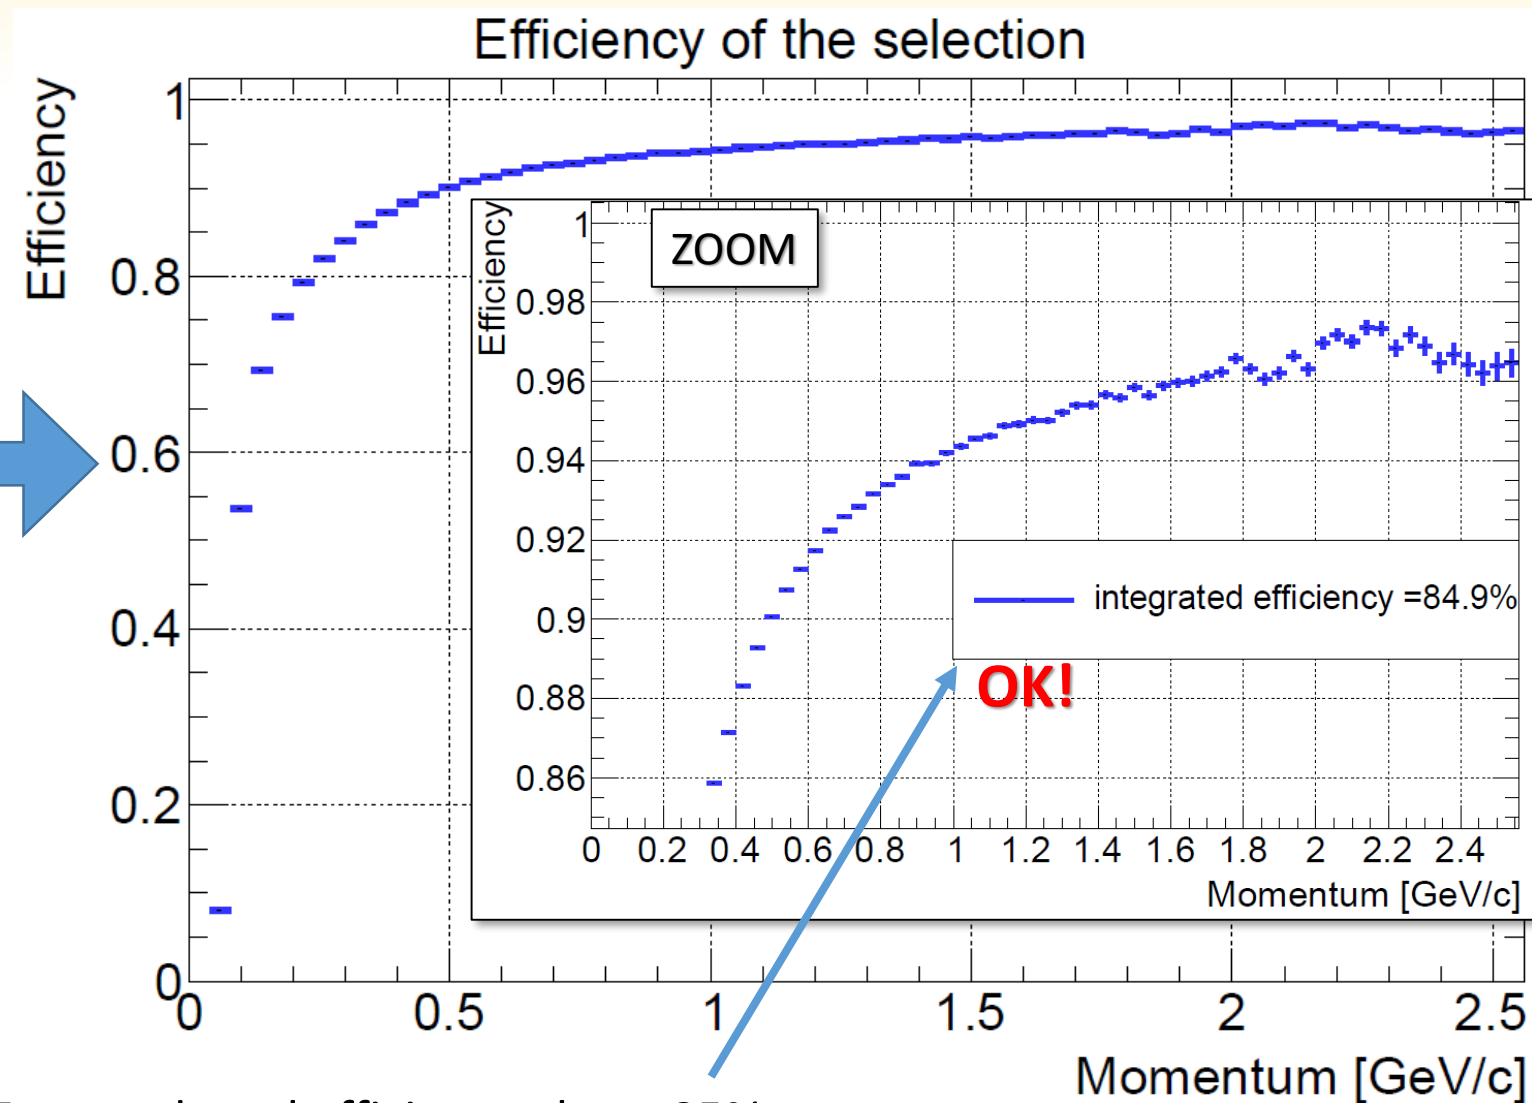 Efficiency of the selection
Efficiency
1
0.8
0.6
0.4
0.2
0
0 0.5 1 1.5 2 2.5
Momentum [GeV/c]
ZOOM
Efficiency
1
0.98
0.96
0.94
0.92
0.9
0.88
0.86
0 0.2 0.4 0.6 0.8 1 1.2 1.4 1.6 1.8 2 2.2 2.4
Momentum [GeV/c]
integrated efficiency =84.9%
OK!